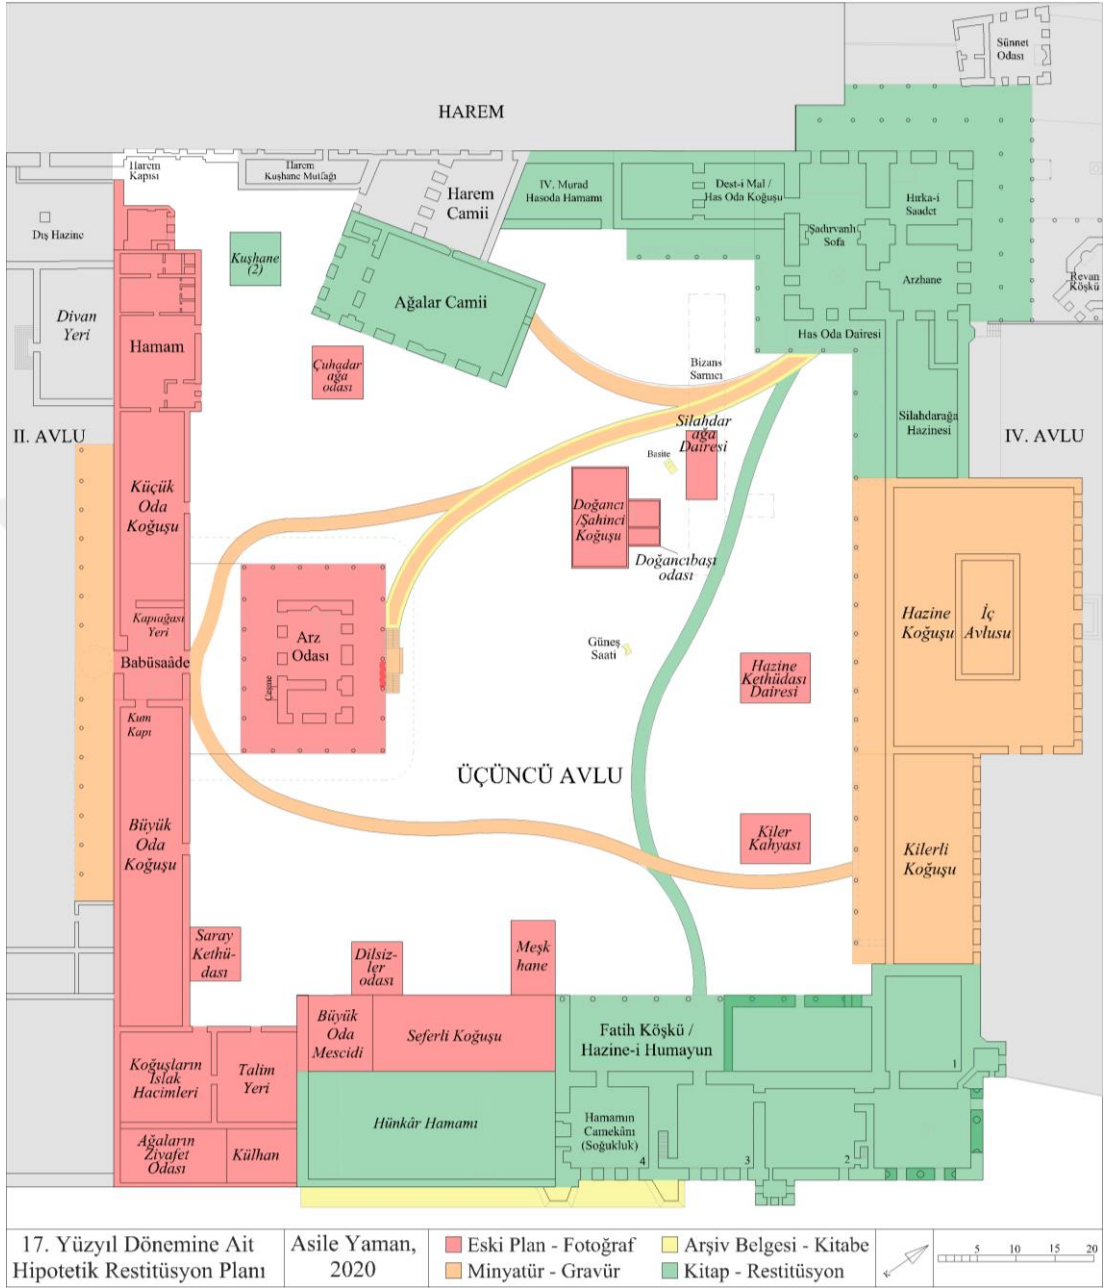 Sünnet
Odası
HAREM
Harem
Kapısı
Harem
Kuşhane Mutfağı
Harem
Camii
IV. Murad
Hasoda Hamamı
Dest-i Mal /
Has Oda Koğuşu
Hırka-i
Saadet
Şadırvanlı
Sofa
Dış Hazine
Kuşhane
(2)
Arzhane
Revan
Köşkü
Ağalar Camii
Divan
Yeri
Hamam
Çuhadar
ağa
odası
Has Oda Dairesi
Bizans
Sarnıcı
II. AVLU
Silahdar
ağa
Dairesi
Silahdarağa
Hazinesi
IV. AVLU
Basite
Küçük
Oda
Koğuşu
Doğancı
/Şahinci
Koğuşu
Doğancıbaşı
odası
Kapıağası
Yeri
Babüsaâde
Arz
Odası
Çeşme
Güneş
Saati
Hazine
Koğuşu
İç
Avlusu
Hazine
Kethüdası
Dairesi
Kum
Kapı
ÜÇÜNCÜ AVLU
Büyük
Oda
Koğuşu
Kiler
Kahyası
Kilerli
Koğuşu
Saray
Kethü-
dası
Dilsiz-
ler
odası
Meşk
hane
Büyük
Oda
Mescidi
Seferli Koğuşu
Fatih Köşkü /
Hazine-i Humayun
1
Koğuşların
Islak
Hacimleri
Talim
Yeri
Hünkâr Hamamı
Hamamın
Camekânı
(Soğukluk)
4
3
2
Ağaların
Ziyafet
Odası
Külhan
17. Yüzyıl Dönemine Ait
Hipotetik Restitüsyon Planı
Asile Yaman,
2020
Eski Plan - Fotoğraf
Minyatür - Gravür
Arşiv Belgesi - Kitabe
Kitap - Restitüsyon
5 10 15 20